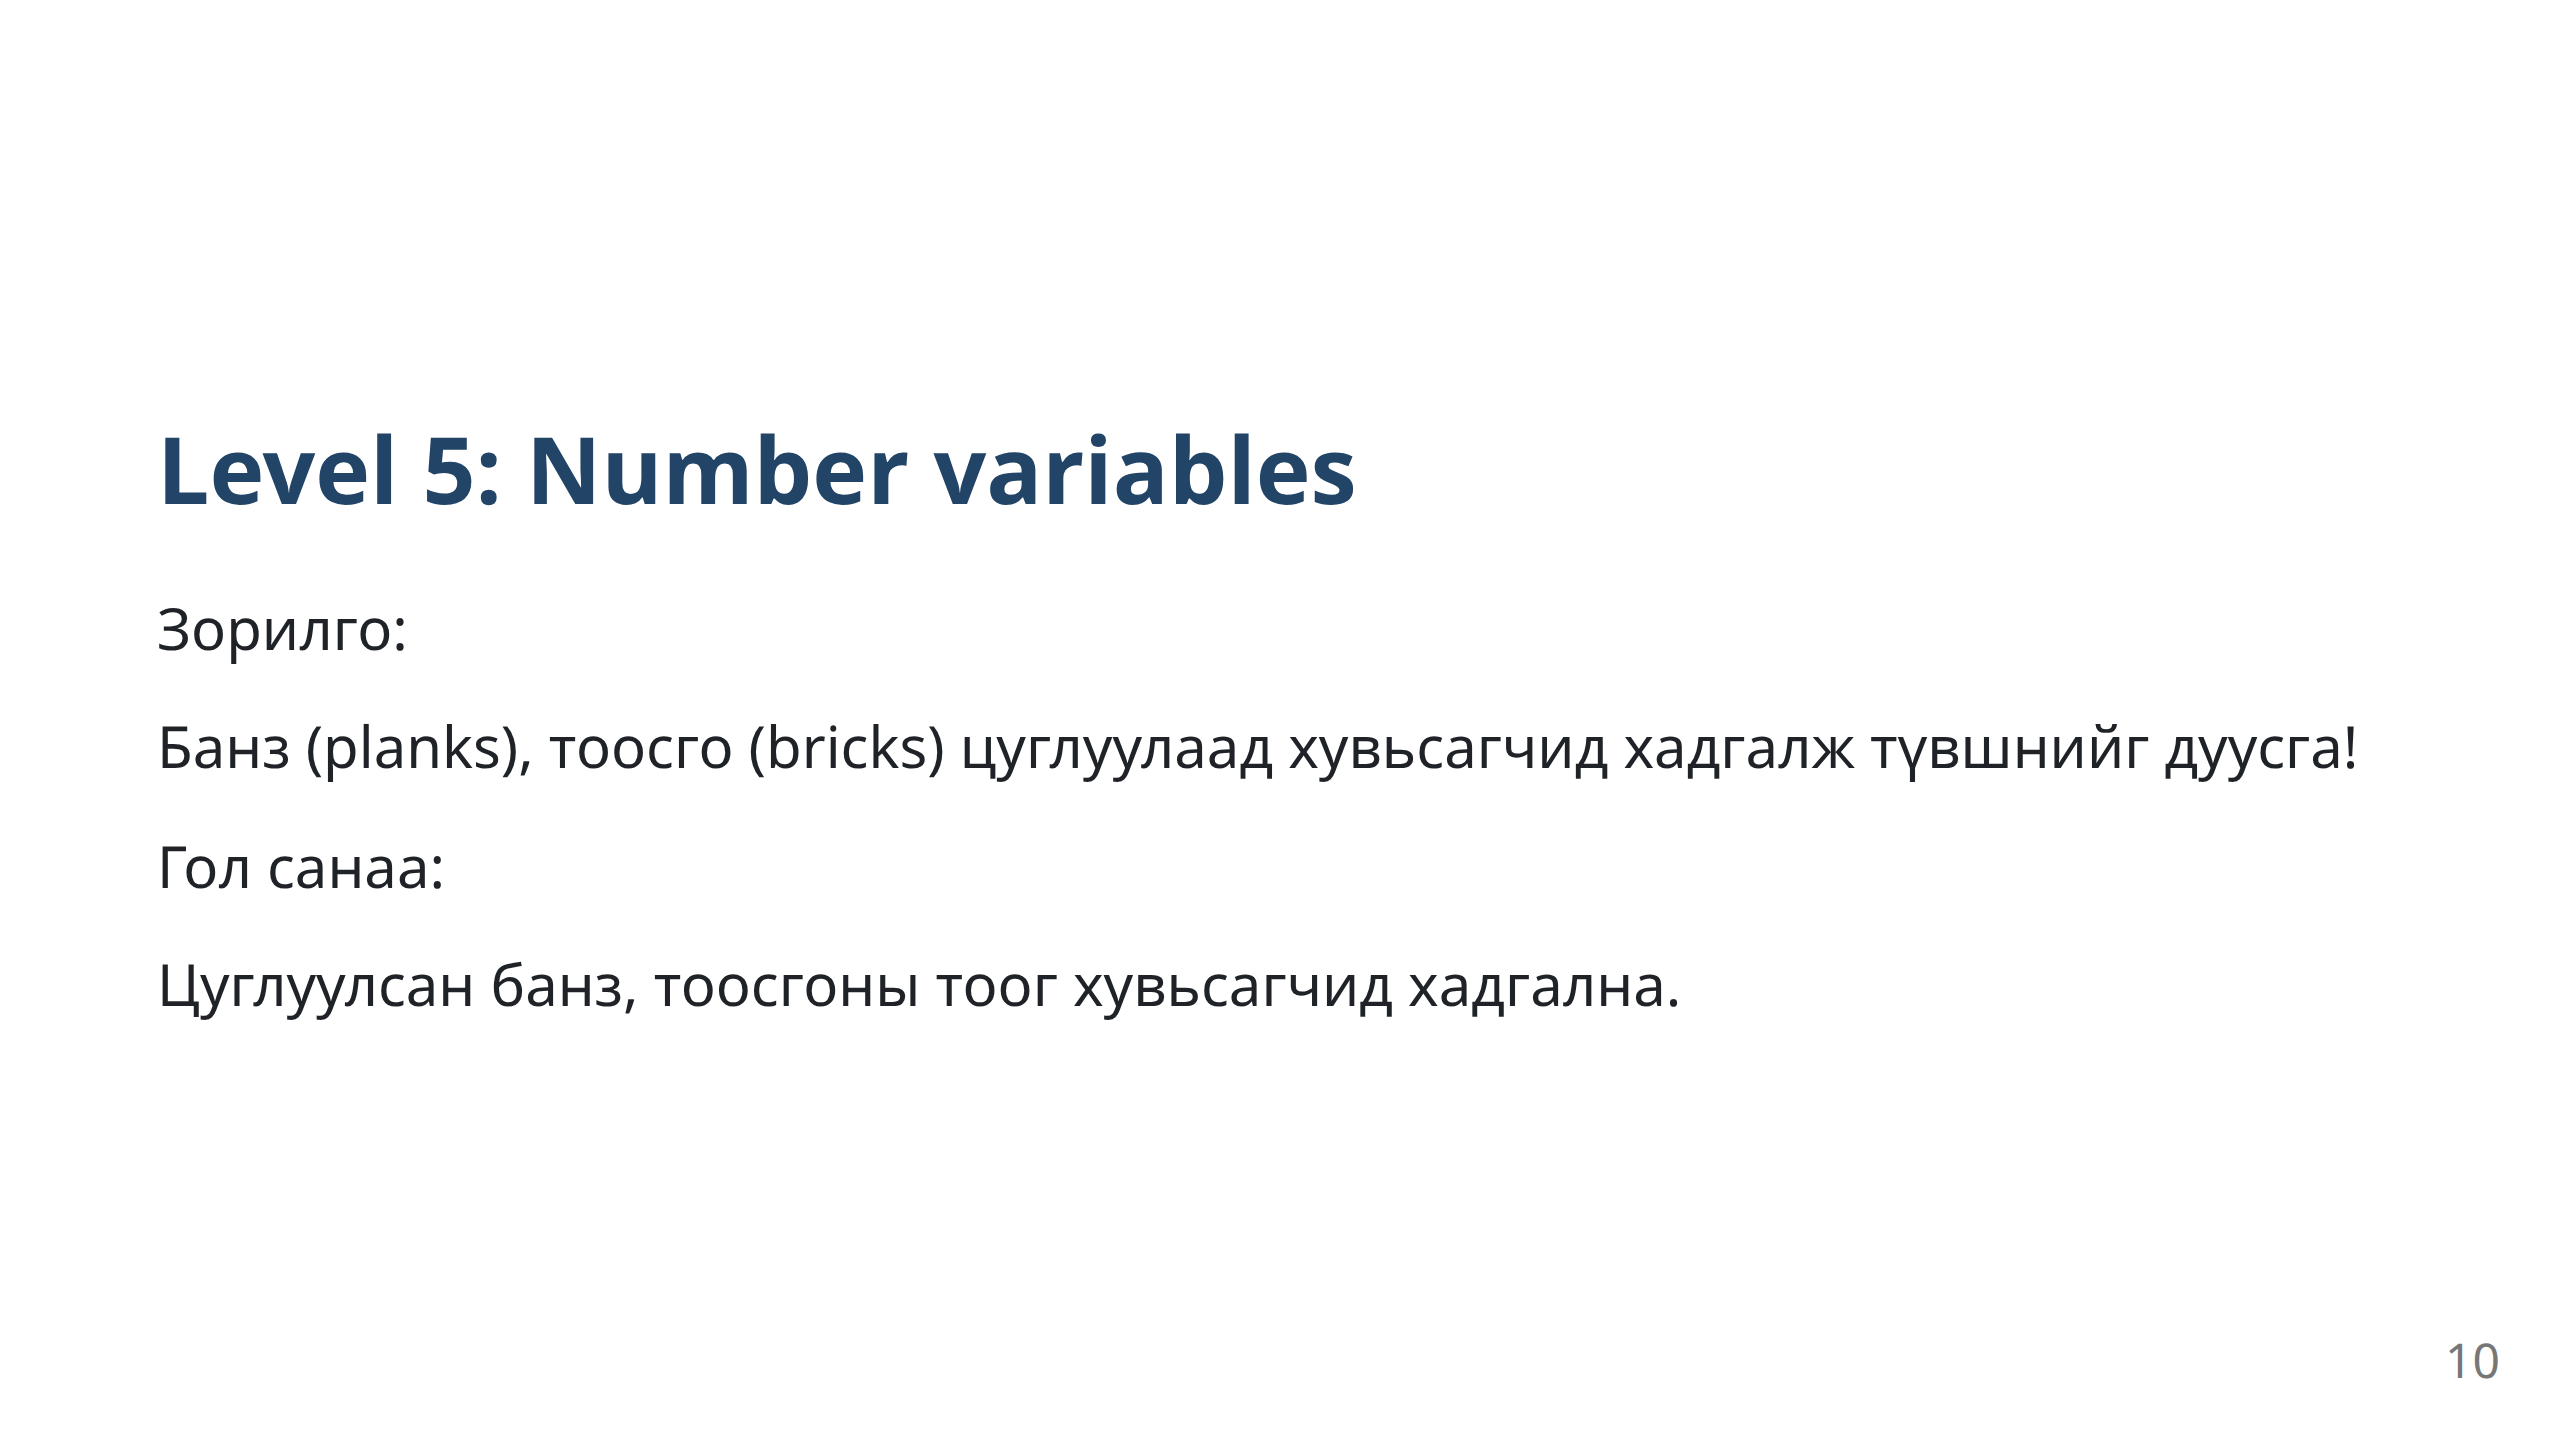 Level 5: Number variables
Зорилго:
Банз (planks), тоосго (bricks) цуглуулаад хувьсагчид хадгалж түвшнийг дуусга!
Гол санаа:
Цуглуулсан банз, тоосгоны тоог хувьсагчид хадгална.
10